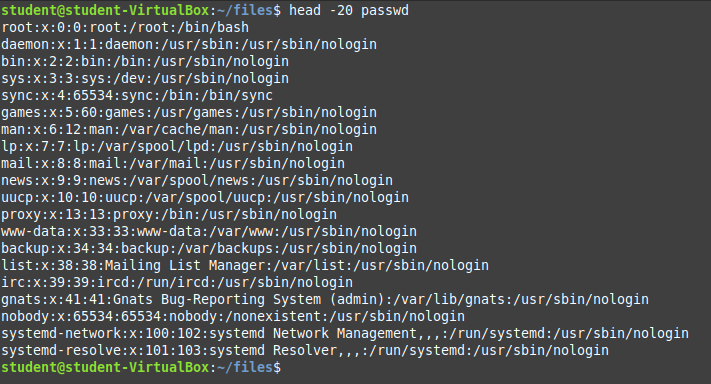 student@student-VirtualBox:~/files$ head -20 passwd
root:x:0:0:root:/root:/bin/bash
daemon:x:1:1:daemon:/usr/sbin:/usr/sbin/nologin
bin:x:2:2:bin:/bin:/usr/sbin/nologin
sys:x:3:3:sys:/dev:/usr/sbin/nologin
sync:x:4:65534:sync:/bin:/bin/sync
games:x:5:60:games:/usr/games:/usr/sbin/nologin
man:x:6:12:man:/var/cache/man:/usr/sbin/nologin
lp:x:7:7:lp:/var/spool/lpd:/usr/sbin/nologin
mail:x:8:8:mail:/var/mail:/usr/sbin/nologin
news:x:9:9:news:/var/spool/news:/usr/sbin/nologin
uucp:x:10:10:uucp:/var/spool/uucp:/usr/sbin/nologin
proxy:x:13:13:proxy:/bin:/usr/sbin/nologin
www-data:x:33:33:www-data:/var/www:/usr/sbin/nologin
backup:x:34:34:backup:/var/backups:/usr/sbin/nologin
list:x:38:38:Mailing List Manager:/var/list:/usr/sbin/nologin
irc:x:39:39:ircd:/run/ircd:/usr/sbin/nologin
gnats:x:41:41:Gnats Bug-Reporting System (admin):/var/lib/gnats:/usr/sbin/nologin
nobody:x:65534:65534:nobody:/nonexistent:/usr/sbin/nologin
systemd-network:x:100:102:systemd Network Management,,,:/run/systemd:/usr/sbin/nologin
systemd-resolve:x:101:103:systemd Resolver,,,:/run/systemd:/usr/sbin/nologin
student@student-VirtualBox:~/files$